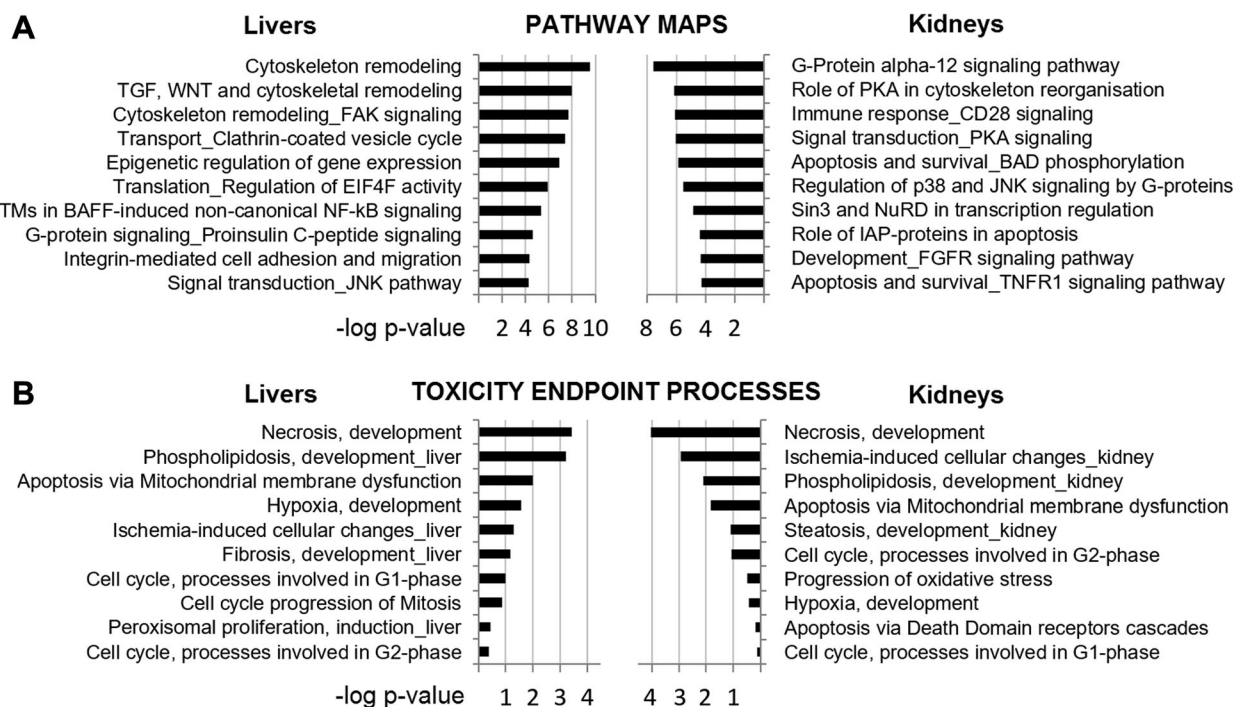 A
Livers PATHWAY MAPS Kidneys
Cytoskeleton remodeling G-Protein alpha-12 signaling pathway
TGF, WNT and cytoskeletal remodeling Role of PKA in cytoskeleton reorganisation
Cytoskeleton remodeling_FAK signaling Immune response_CD28 signaling
Transport_Clathrin-coated vesicle cycle Signal transduction_PKA signaling
Epigenetic regulation of gene expression Apoptosis and survival_BAD phosphorylation
Translation_Regulation of EIF4F activity Regulation of p38 and JNK signaling by G-proteins
TMs in BAFF-induced non-canonical NF-kB signaling Sin3 and NuRD in transcription regulation
G-protein signaling_Proinsulin C-peptide signaling Role of IAP-proteins in apoptosis
Integrin-mediated cell adhesion and migration Development_FGFR signaling pathway
Signal transduction_JNK pathway Apoptosis and survival_TNFR1 signaling pathway
-log p-value 2 4 6 8 10 8 6 4 2
B
Livers TOXICITY ENDPOINT PROCESSES Kidneys
Necrosis, development Necrosis, development
Phospholipidosis, development_liver Ischemia-induced cellular changes_kidney
Apoptosis via Mitochondrial membrane dysfunction Phospholipidosis, development_kidney
Hypoxia, development Apoptosis via Mitochondrial membrane dysfunction
Ischemia-induced cellular changes_liver Steatosis, development_kidney
Fibrosis, development_liver Cell cycle, processes involved in G2-phase
Cell cycle, processes involved in G1-phase Progression of oxidative stress
Cell cycle progression of Mitosis Hypoxia, development
Peroxisomal proliferation, induction_liver Apoptosis via Death Domain receptors cascades
Cell cycle, processes involved in G2-phase Cell cycle, processes involved in G1-phase
-log p-value 1 2 3 4 4 3 2 1